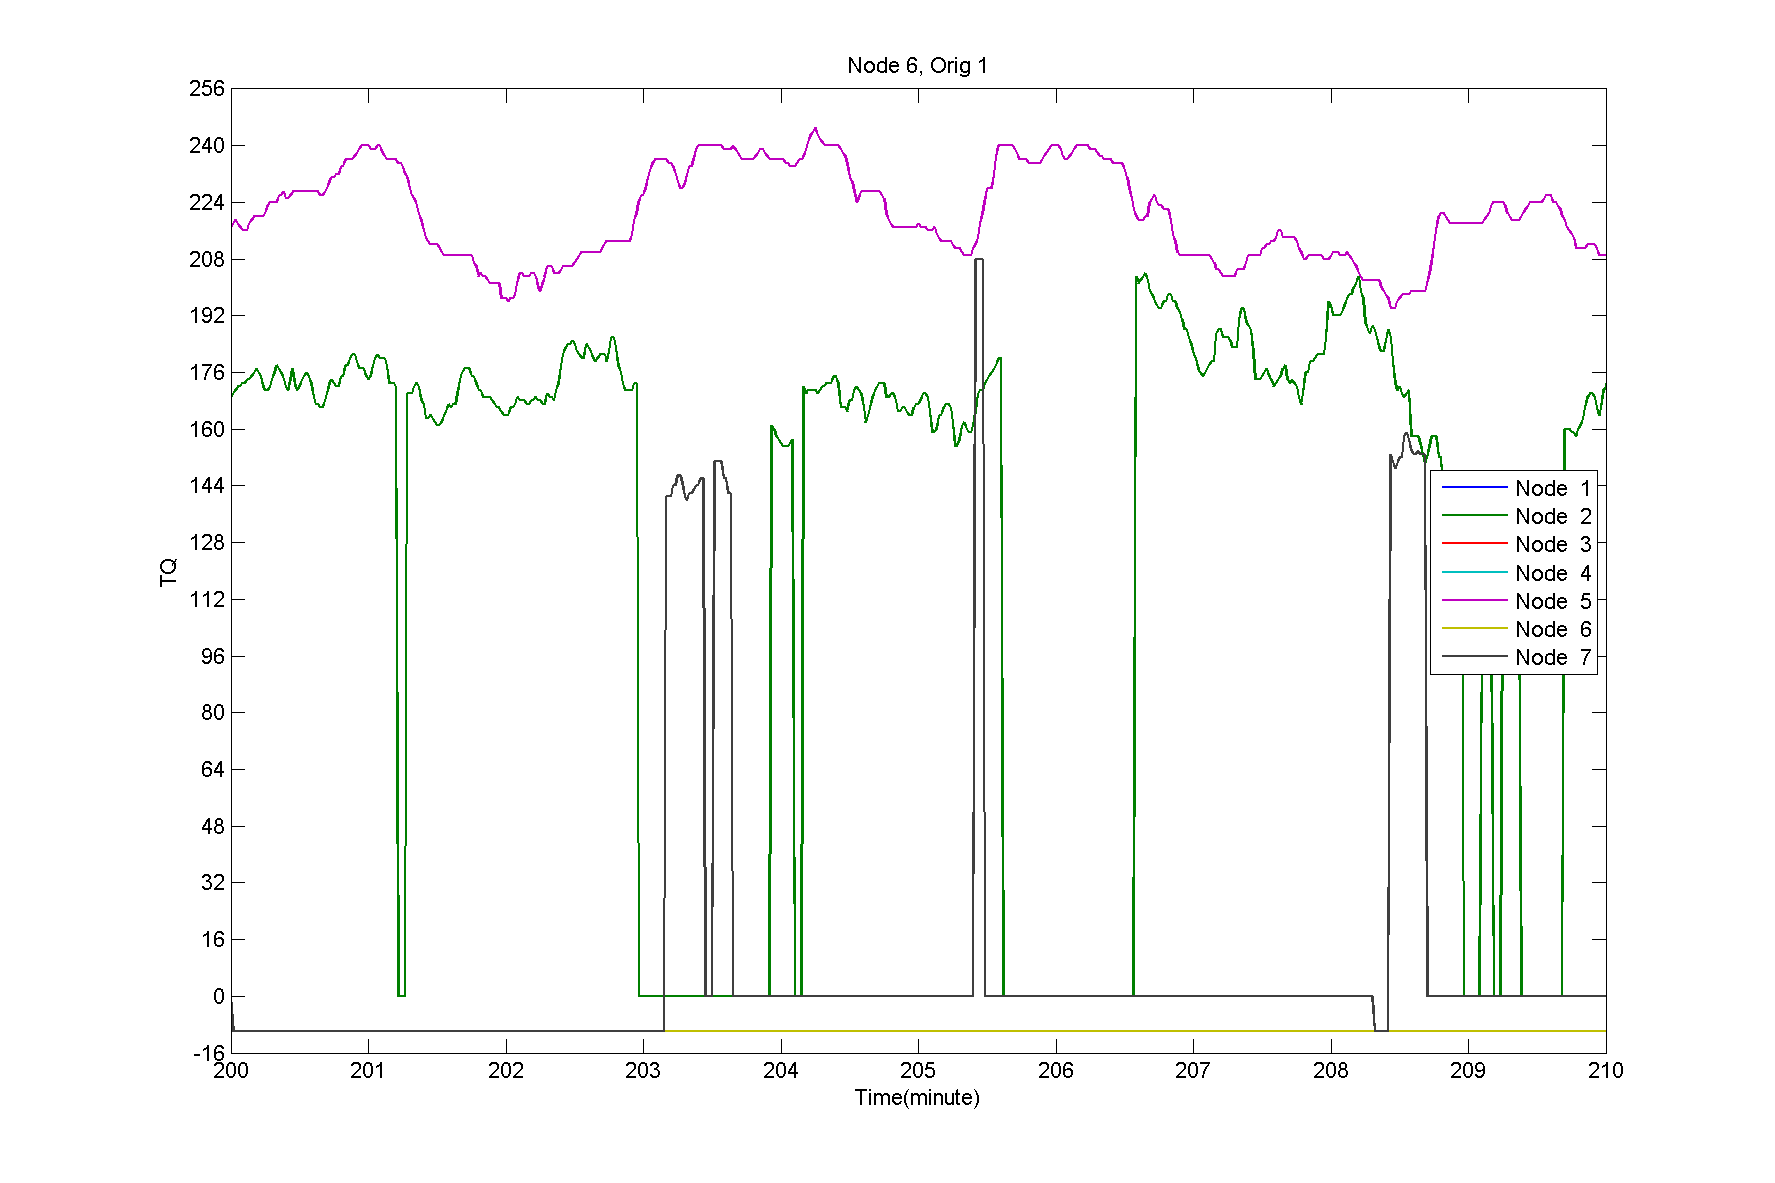 Node 6, Orig 1
256
240
224
208
192
176
160
144
128
112
96
80
64
48
32
16
0
-16
TQ
Node 1
Node 2
Node 3
Node 4
Node 5
Node 6
Node 7
200 201 202 203 204 205 206 207 208 209 210
Time(minute)